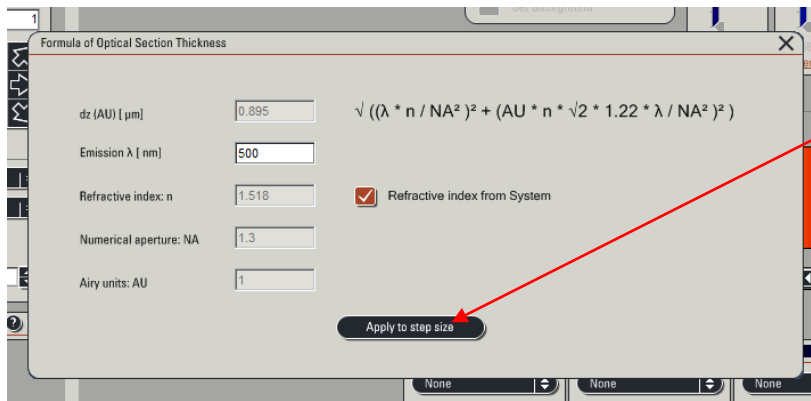 1
Formula of Optical Section Thickness
dz (AU) [ µm] 0.895 √ ((λ * n / NA² )² + (AU * n * √2 * 1.22 * λ / NA² )² )
Emission λ [ nm] 500
Refractive index: n 1.518 Refractive index from System
Numerical aperture: NA 1.3
Airy units: AU 1
Apply to step size
?
None None None